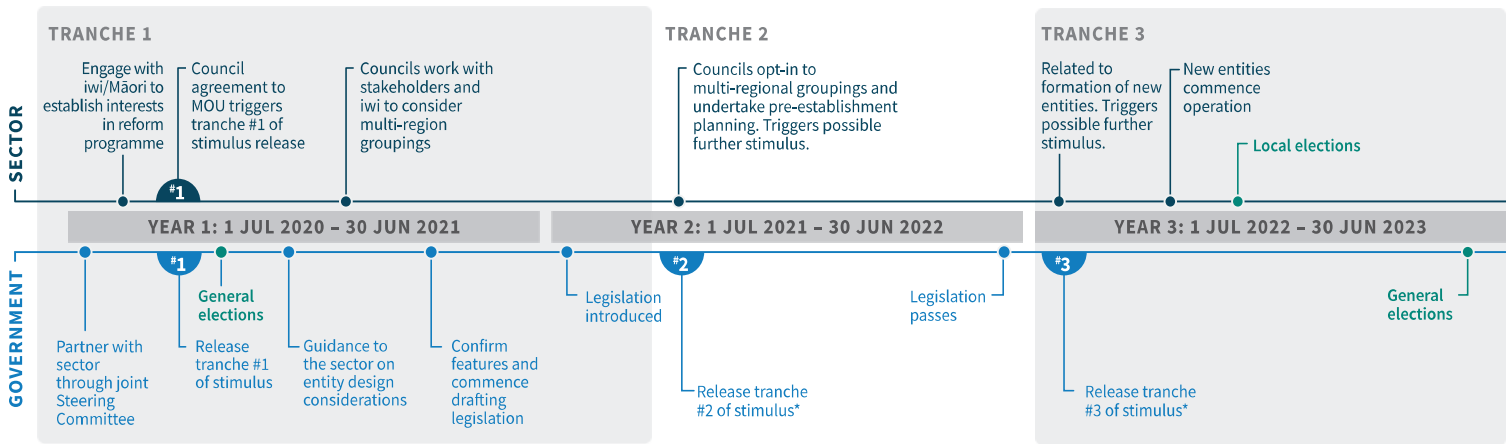 TRANCHE 1
TRANCHE 2
TRANCHE 3
SECTOR
Engage with
iwi/Māori to
establish interests
in reform
programme
Council
agreement to
MOU triggers
tranche #1 of
stimulus release
Councils work with
stakeholders and
iwi to consider
multi-region
groupings
Councils opt-in to
multi-regional groupings and
undertake pre-establishment
planning. Triggers possible
further stimulus.
Related to
formation of new
entities. Triggers
possible further
stimulus.
New entities
commence
operation
Local elections
#1
YEAR 1: 1 JUL 2020 – 30 JUN 2021
YEAR 2: 1 JUL 2021 – 30 JUN 2022
YEAR 3: 1 JUL 2022 – 30 JUN 2023
GOVERNMENT
#1
#2
#3
Partner with
sector
through joint
Steering
Committee
Release
tranche #1
of stimulus
General
elections
Guidance to
the sector on
entity design
considerations
Confirm
features and
commence
drafting
legislation
Legislation
introduced
Release tranche
#2 of stimulus*
Legislation
passes
Release tranche
#3 of stimulus*
General
elections